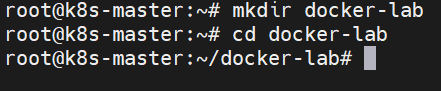 root@k8s-master:~# mkdir docker-lab
root@k8s-master:~# cd docker-lab
root@k8s-master:~/docker-lab#